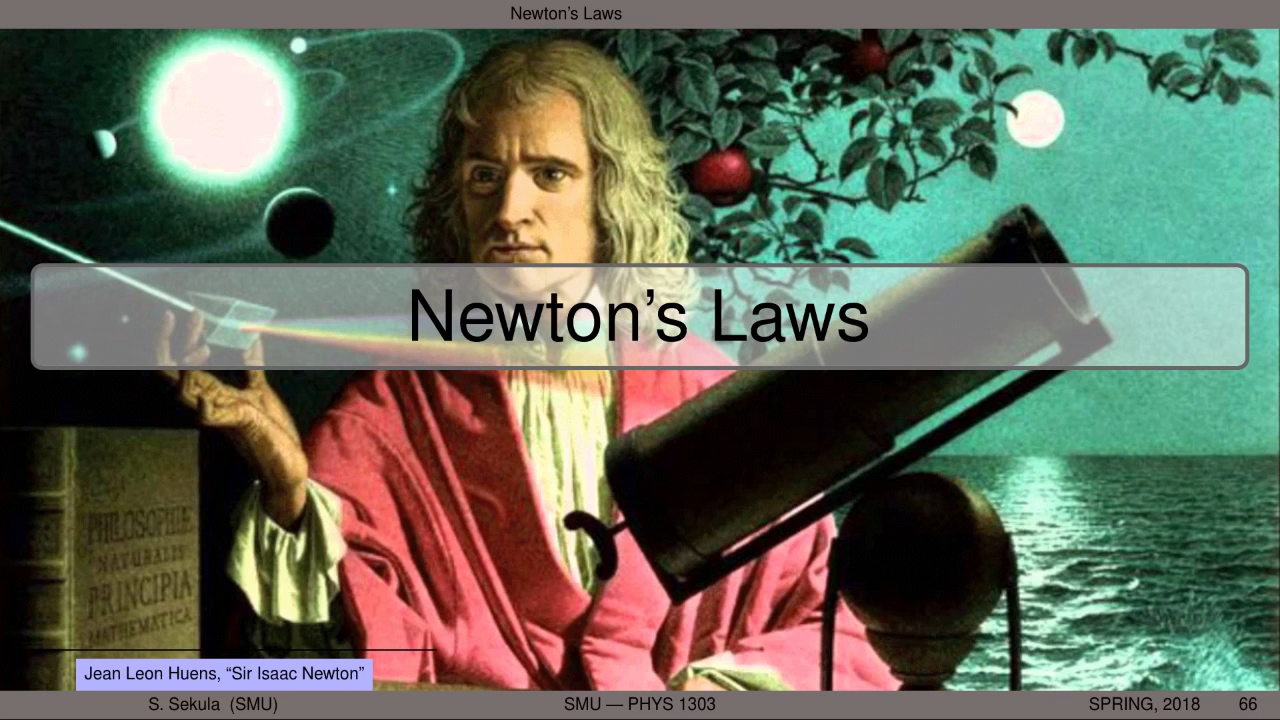 Newton’s Laws
Newton’s Laws
PHILOSOPHIÆ
NATURALIS
PRINCIPIA
MATHEMATICA
Jean Leon Huens, “Sir Isaac Newton”
S. Sekula (SMU) SMU — PHYS 1303 SPRING, 2018 66